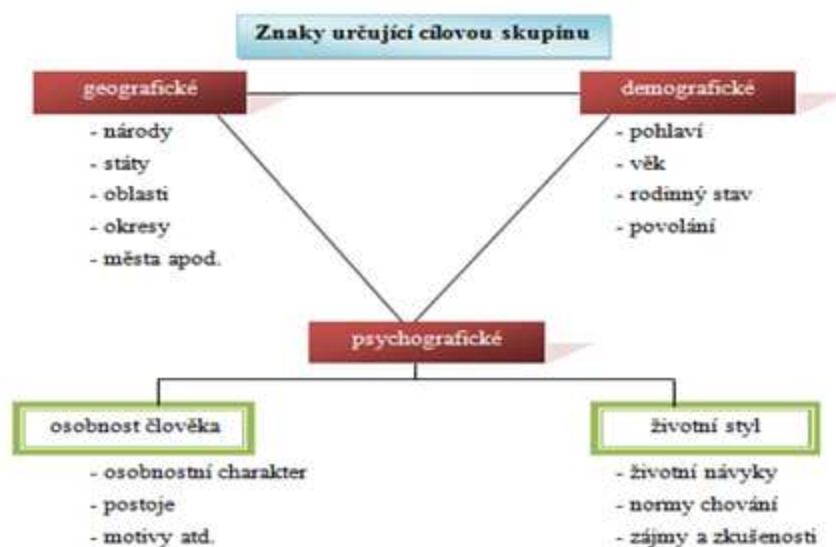 Znaky určující cílovou skupinu
geografické
- národy
- státy
- oblasti
- okresy
- města apod.
demografické
- pohlaví
- věk
- rodinný stav
- povolání
psychografické
osobnost člověka
- osobnostní charakter
- postoje
- motivy atd.
životní styl
- životní návyky
- normy chování
- zájmy a zkušenosti